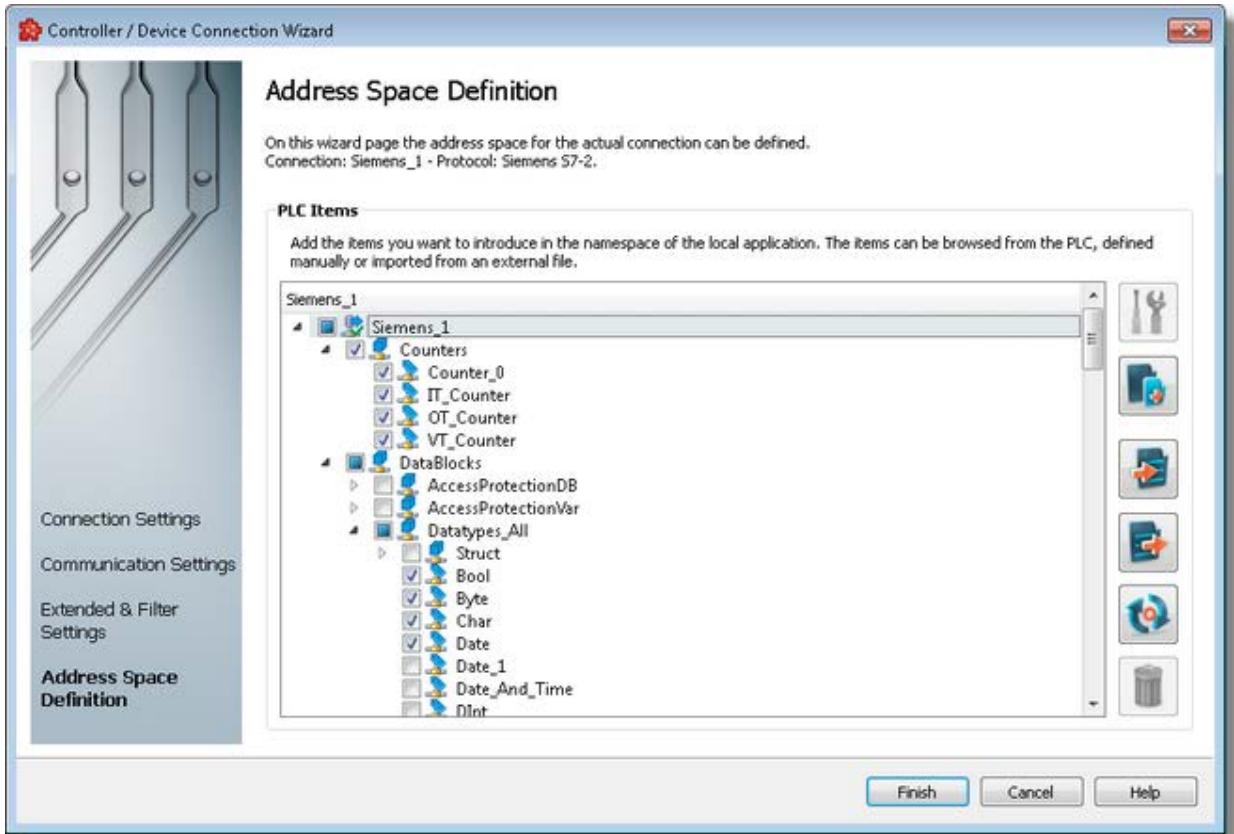 Controller / Device Connection Wizard
Address Space Definition
On this wizard page the address space for the actual connection can be defined.
Connection: Siemens_1 - Protocol: Siemens S7-2.
PLC Items
Add the items you want to introduce in the namespace of the local application. The items can be browsed from the PLC, defined
manually or imported from an external file.
Siemens_1
Siemens_1
Counters
Counter_0
IT_Counter
OT_Counter
VT_Counter
DataBlocks
AccessProtectionDB
AccessProtectionVar
Datatypes_All
Struct
Bool
Byte
Char
Date
Date_1
Date_And_Time
DInt
Connection Settings
Communication Settings
Extended & Filter
Settings
Address Space
Definition
Finish
Cancel
Help